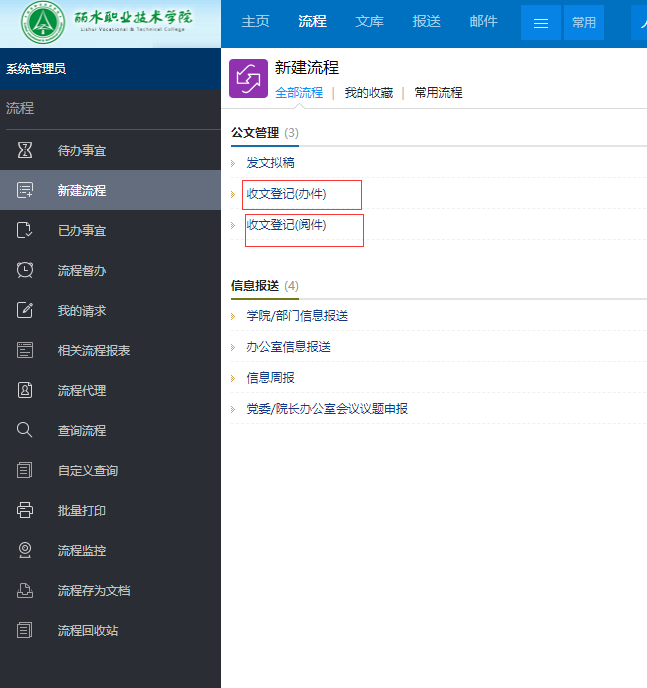 丽水职业技术学院
Lishui Vocational & Technical College
主页 流程 文库 报送 邮件 常用
系统管理员
流程
待办事宜
新建流程
已办事宜
流程督办
我的请求
相关流程报表
流程代理
查询流程
自定义查询
批量打印
流程监控
流程存为文档
流程回收站
新建流程
全部流程 | 我的收藏 | 常用流程
公文管理 (3)
发文拟稿
收文登记(办件)
收文登记(阅件)
信息报送 (4)
学院/部门信息报送
办公室信息报送
信息周报
党委/院长办公室会议议题申报